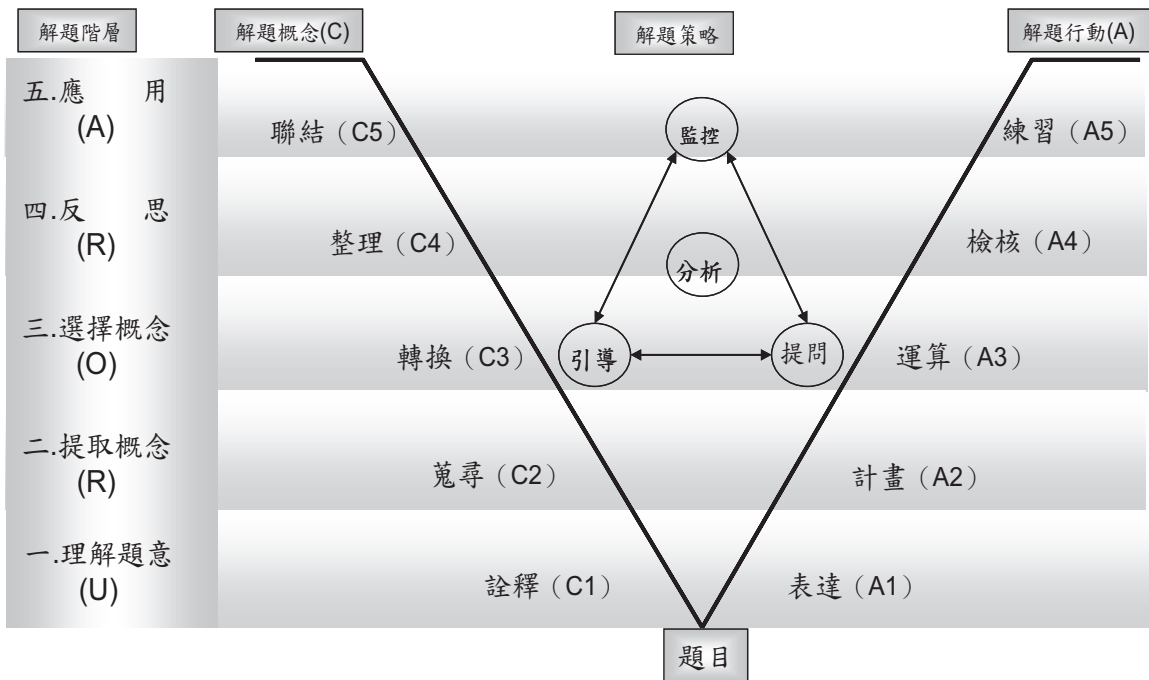 解題階層
解題概念(C)
解題策略
解題行動(A)
五.應 用
(A)
聯結（C5）
監控
練習（A5）
四.反 思
(R)
整理（C4）
分析
檢核（A4）
三.選擇概念
(O)
轉換（C3）
引導
提問
運算（A3）
二.提取概念
(R)
蒐尋（C2）
計畫（A2）
一.理解題意
(U)
詮釋（C1）
表達（A1）
題目